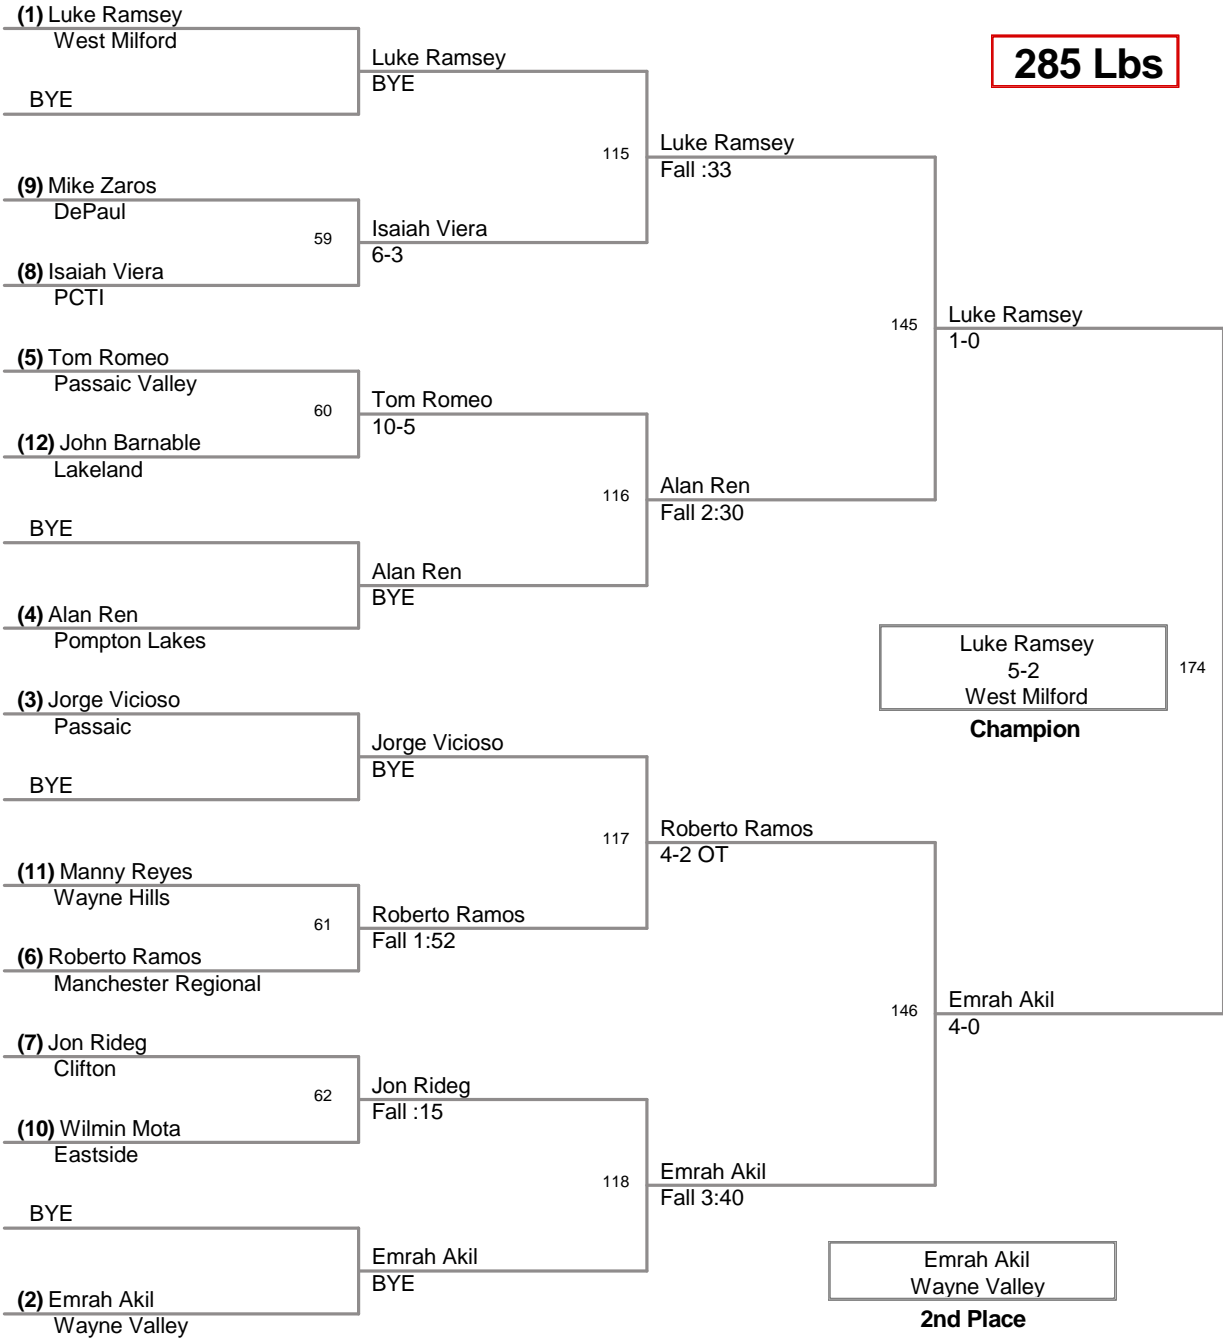 (1) Luke Ramsey
West Milford
BYE
(9) Mike Zaros
DePaul
59
(8) Isaiah Viera
PCTI
(5) Tom Romeo
Passaic Valley
60
(12) John Barnable
Lakeland
BYE
(4) Alan Ren
Pompton Lakes
(3) Jorge Vicioso
Passaic
BYE
(11) Manny Reyes
Wayne Hills
61
(6) Roberto Ramos
Manchester Regional
(7) Jon Rideg
Clifton
62
(10) Wilmin Mota
Eastside
BYE
(2) Emrah Akil
Wayne Valley
Luke Ramsey
BYE
115
Isaiah Viera
6-3
Tom Romeo
10-5
116
Alan Ren
BYE
Jorge Vicioso
BYE
117
Roberto Ramos
Fall 1:52
Jon Rideg
Fall :15
118
Emrah Akil
BYE
Luke Ramsey
Fall :33
145
Alan Ren
Fall 2:30
Roberto Ramos
4-2 OT
146
Emrah Akil
Fall 3:40
285 Lbs
Luke Ramsey
1-0
Luke Ramsey
5-2
West Milford
174
Champion
Emrah Akil
4-0
Emrah Akil
Wayne Valley
2nd Place